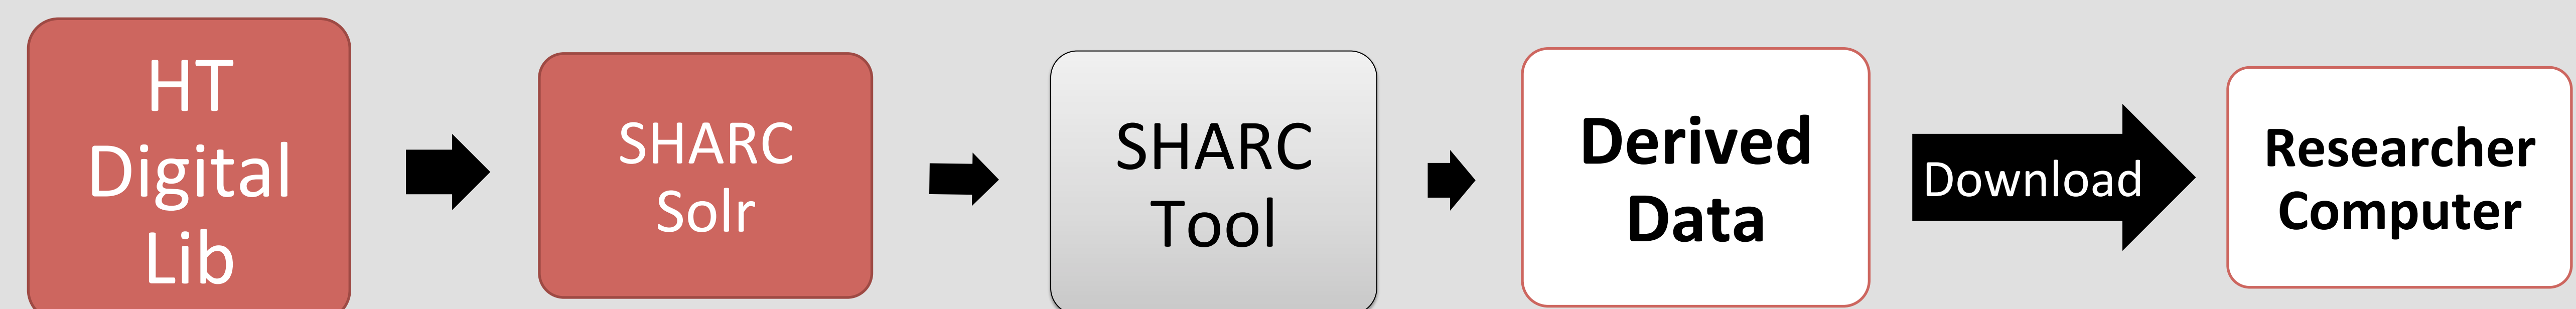 HT
Digital
Lib
SHARC
Solr
SHARC
Tool
Derived
Data
Download
Researcher
Computer